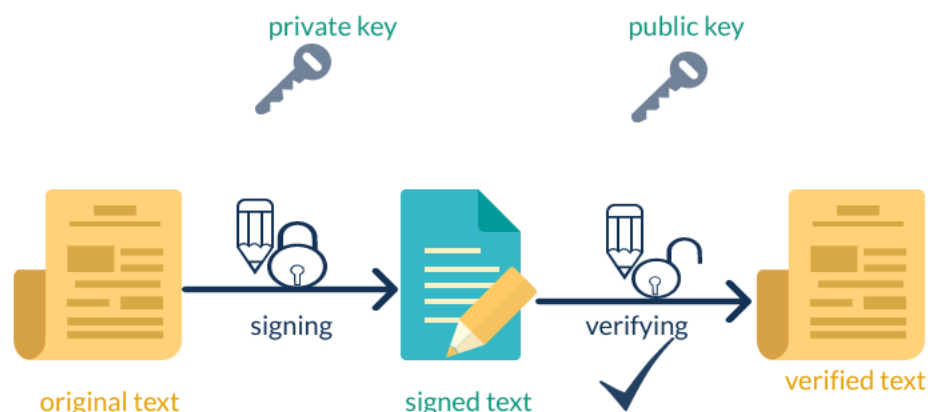 private key
public key
signing
verifying
original text
signed text
verified text